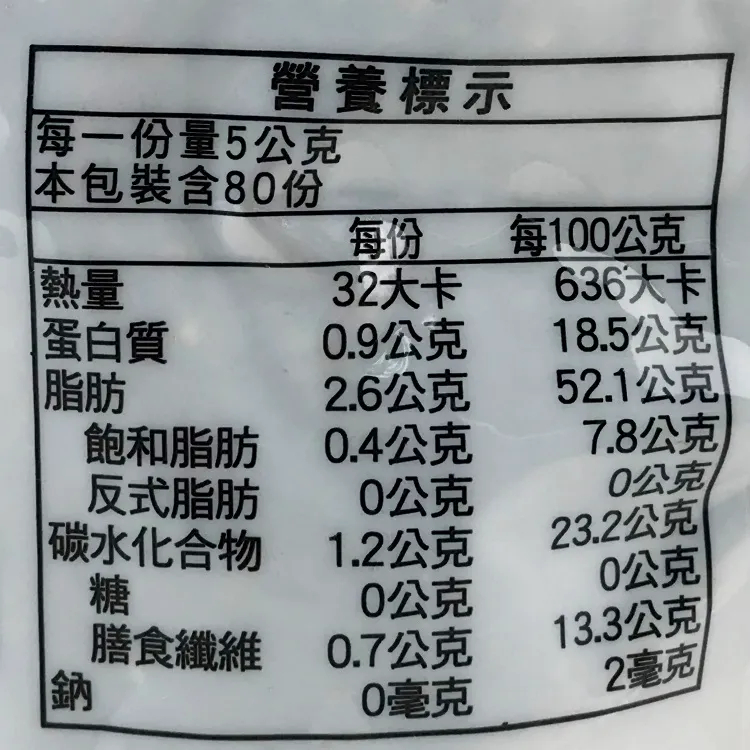 營養標示
每一份量5公克
本包裝含80份
每份 每100公克
熱量 32大卡 636大卡
蛋白質 0.9公克 18.5公克
脂肪 2.6公克 52.1公克
飽和脂肪 0.4公克 7.8公克
反式脂肪 0公克 0公克
碳水化合物 1.2公克 23.2公克
糖 0公克 0公克
膳食纖維 0.7公克 13.3公克
鈉 0毫克 2毫克